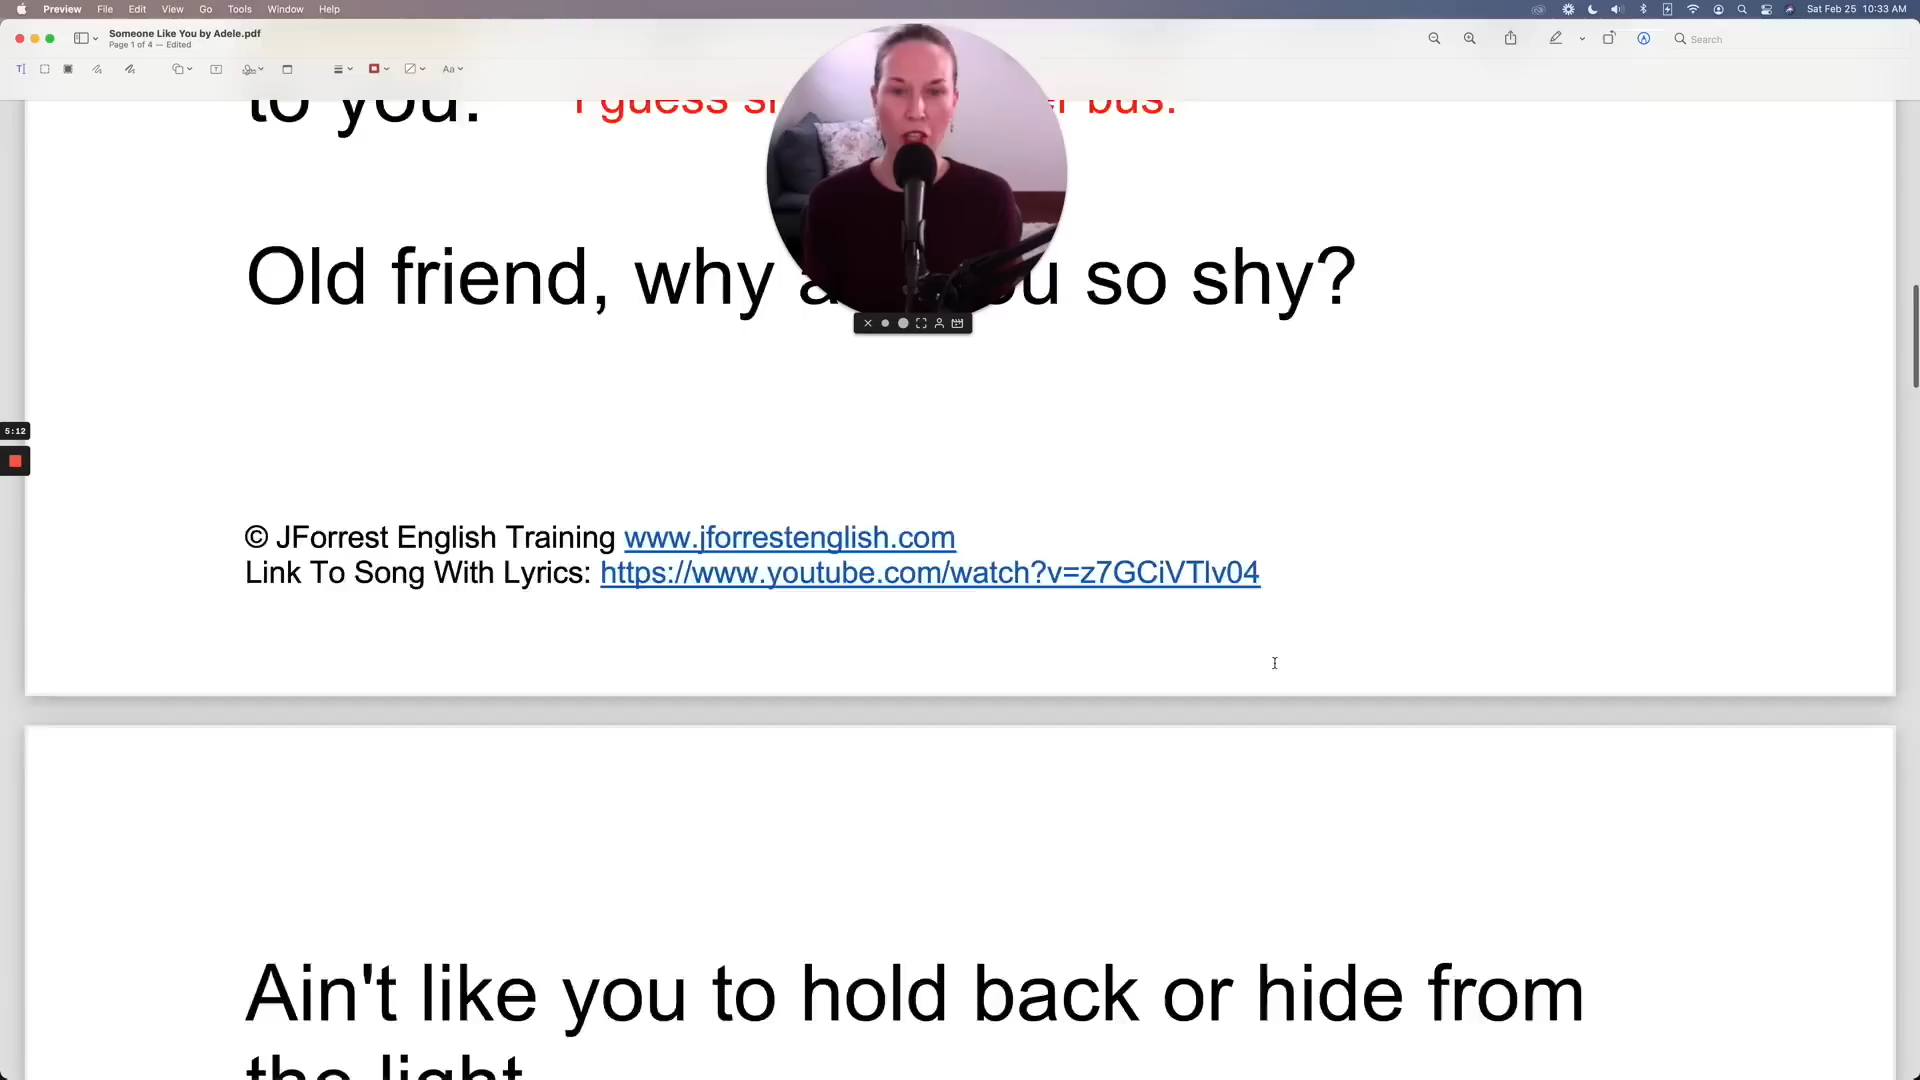 Preview File Edit View Go Tools Window Help Sat Feb 25 10:33 AM
Someone Like You by Adele.pdf
Page 1 of 4 — Edited
Search
Aa
to you. I guess bus.
Old friend, why so shy?
5:12
© JForrest English Training www.jforrestenglish.com
Link To Song With Lyrics: https://www.youtube.com/watch?v=z7GCiVTlv04
Ain't like you to hold back or hide from
the light